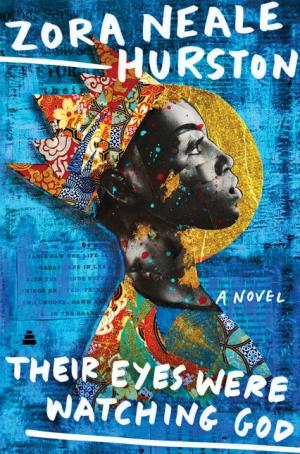 ZORA NEALE
HURSTON
A NOVEL
THEIR EYES WERE
WATCHING GOD